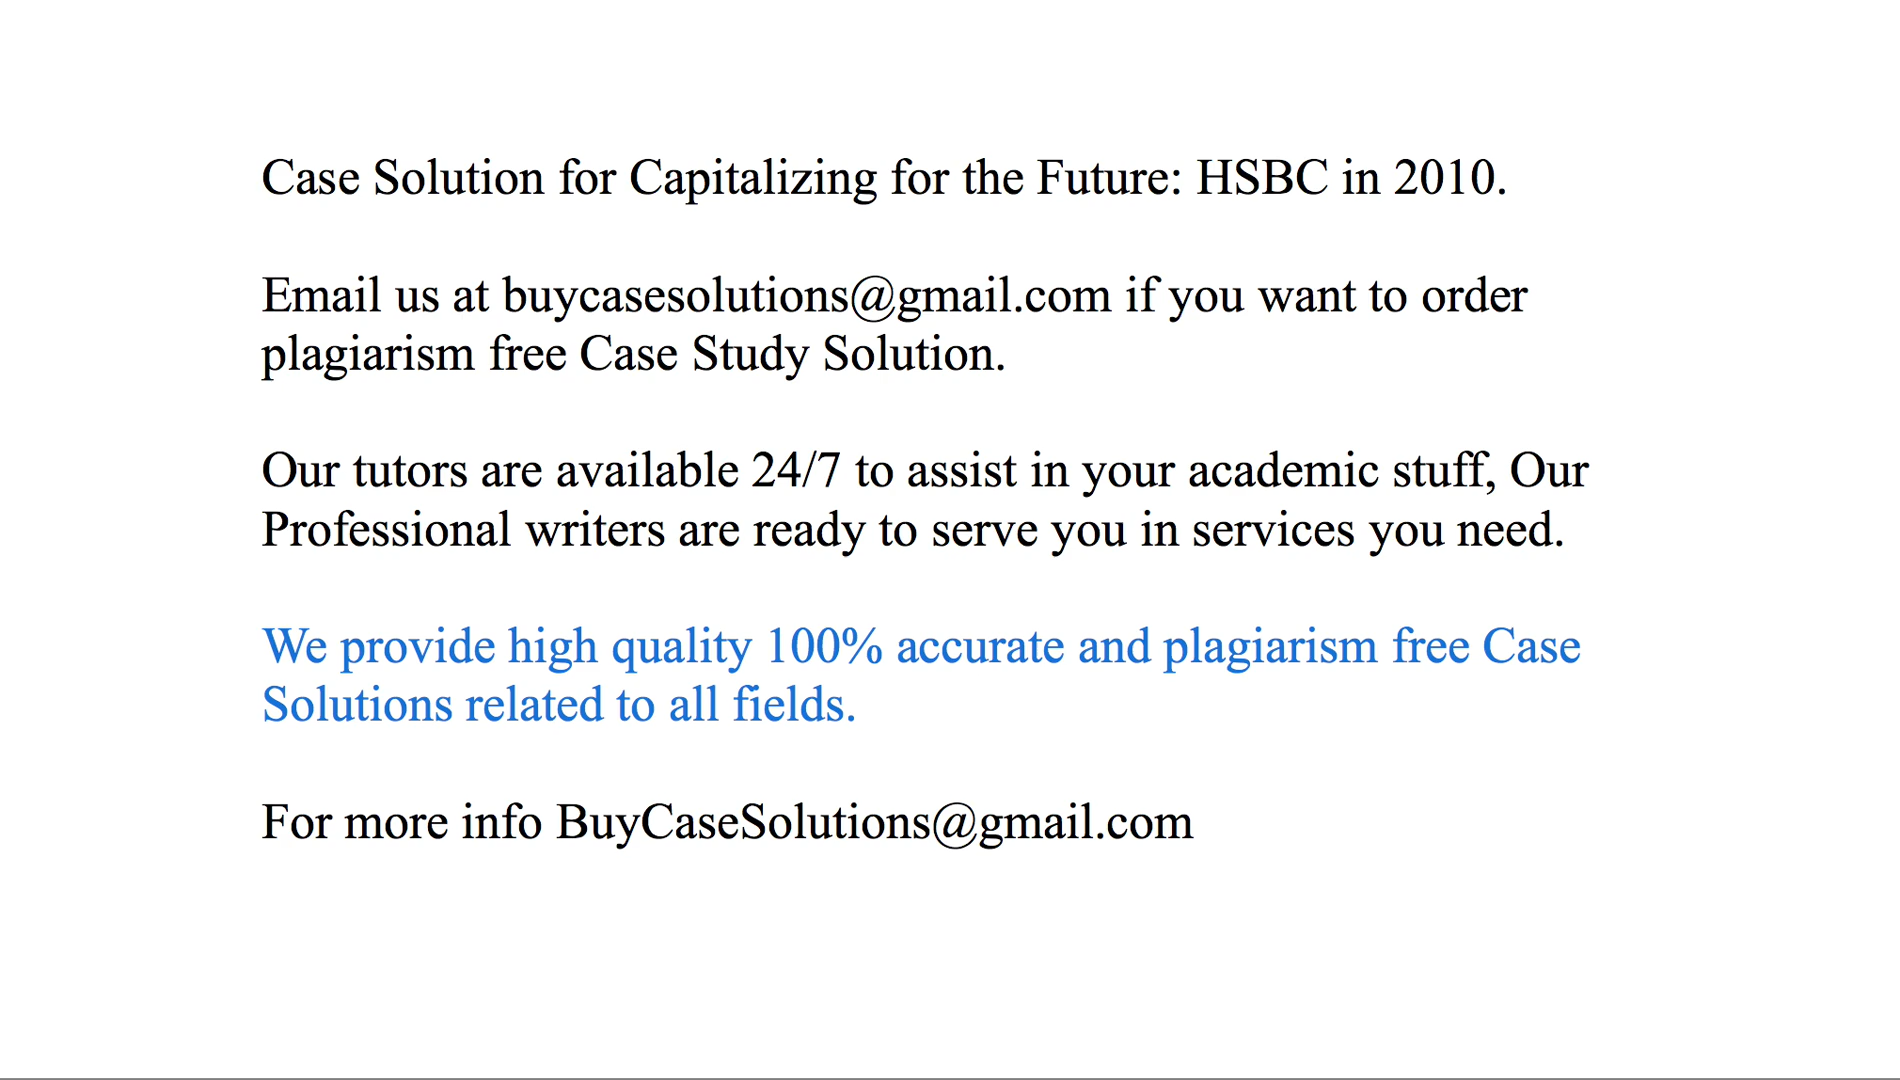 Case Solution for Capitalizing for the Future: HSBC in 2010.
Email us at buycasesolutions@gmail.com if you want to order
plagiarism free Case Study Solution.
Our tutors are available 24/7 to assist in your academic stuff, Our
Professional writers are ready to serve you in services you need.
We provide high quality 100% accurate and plagiarism free Case
Solutions related to all fields.
For more info BuyCaseSolutions@gmail.com